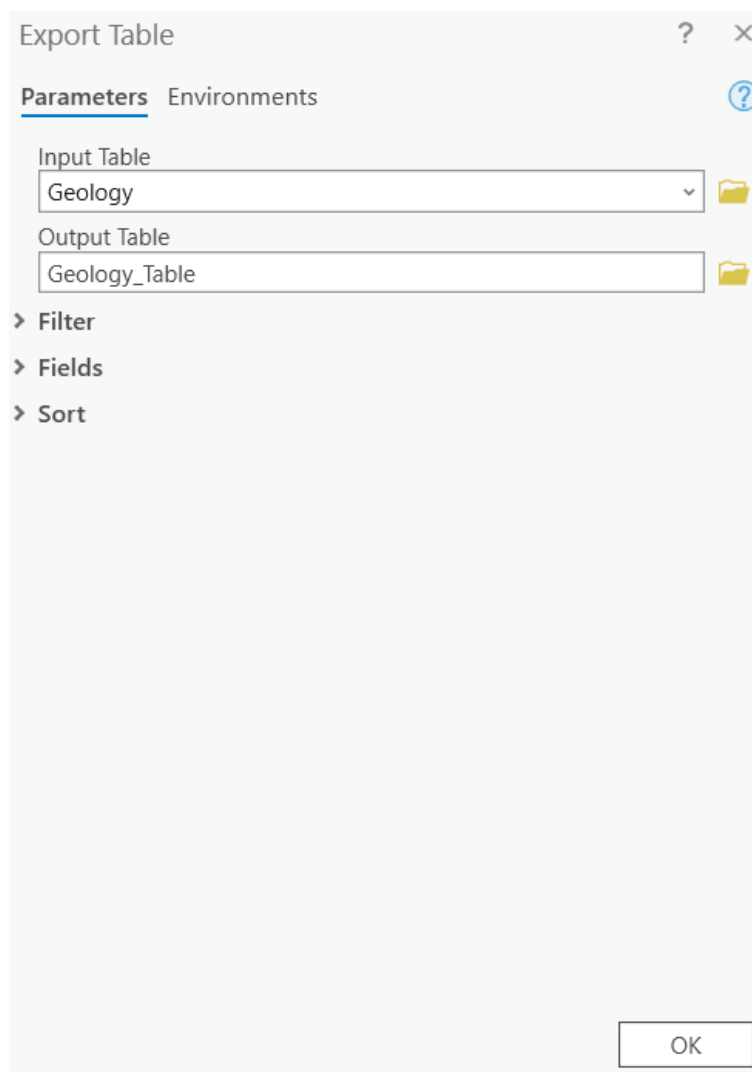 Export Table ? ×
Parameters Environments ?
Input Table
Geology
Output Table
Geology_Table
Filter
Fields
Sort
OK